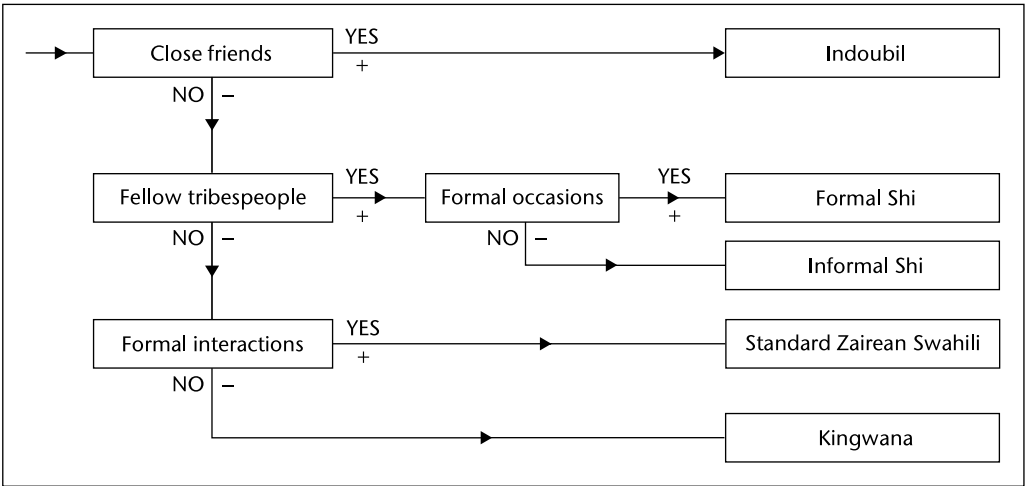 Close friends
YES
+
Indoubil
NO –
Fellow tribespeople
YES
+
Formal occasions
YES
+
Formal Shi
NO –
NO –
Informal Shi
Formal interactions
YES
+
Standard Zairean Swahili
NO –
Kingwana